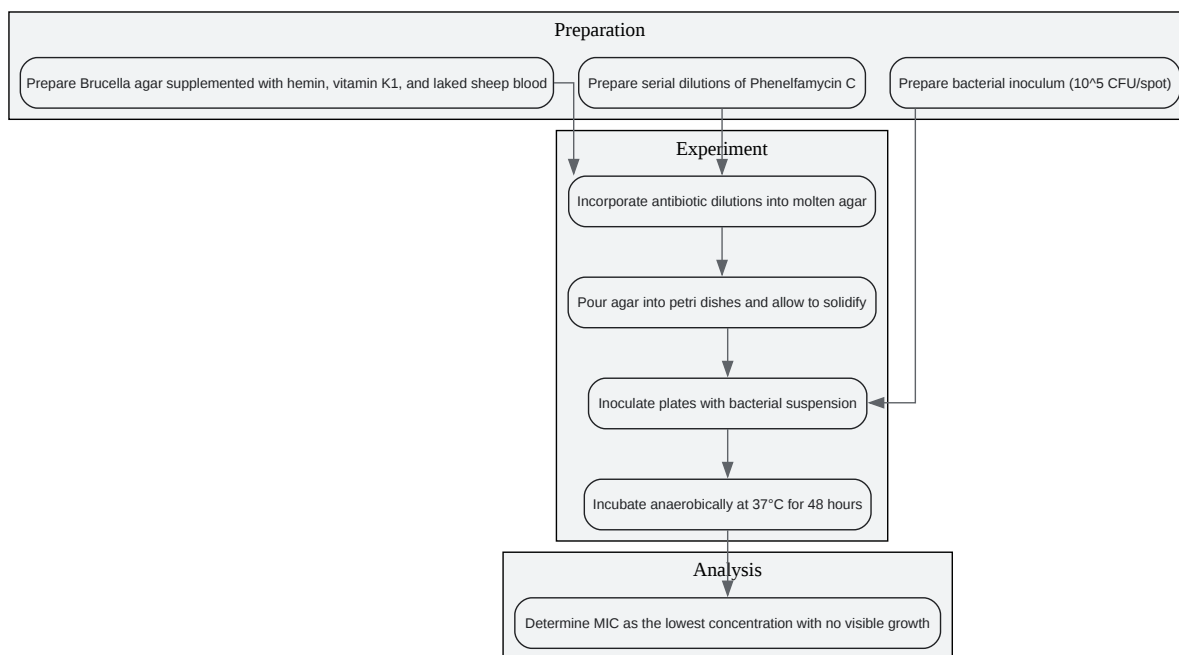 Preparation
Prepare Brucella agar supplemented with hemin, vitamin K1, and laked sheep blood
Prepare serial dilutions of Phenelfamycin C
Prepare bacterial inoculum (10^5 CFU/spot)
Experiment
Incorporate antibiotic dilutions into molten agar
Pour agar into petri dishes and allow to solidify
Inoculate plates with bacterial suspension
Incubate anaerobically at 37°C for 48 hours
Analysis
Determine MIC as the lowest concentration with no visible growth